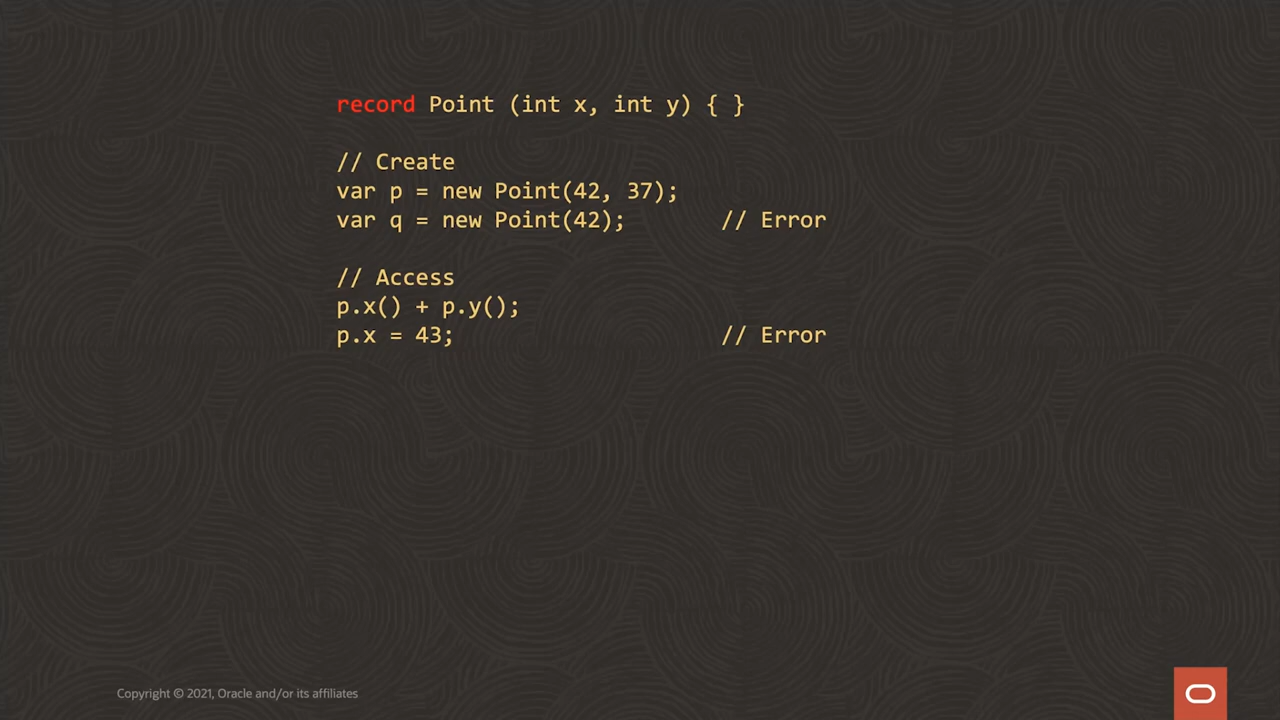 record Point (int x, int y) { }
// Create
var p = new Point(42, 37);
var q = new Point(42); // Error
// Access
p.x() + p.y();
p.x = 43; // Error
Copyright © 2021, Oracle and/or its affiliates